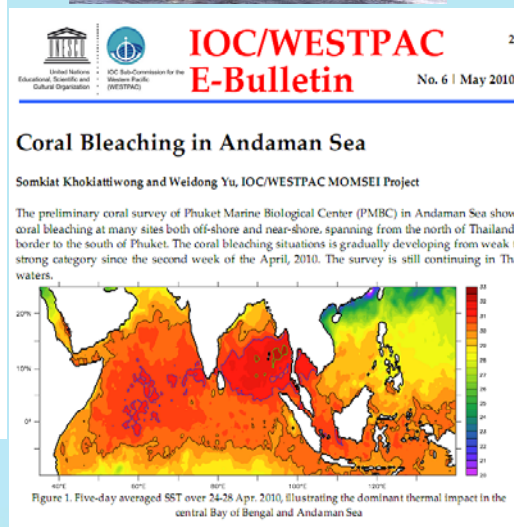 IOC/WESTPAC
E-Bulletin
United Nations
Educational, Scientific and
Cultural Organization
IOC Sub-Commission for the
Western Pacific
(WESTPAC)
2
No. 6 | May 2010
Coral Bleaching in Andaman Sea
Somkiat Khokiattiwong and Weidong Yu, IOC/WESTPAC MOMSEI Project
The preliminary coral survey of Phuket Marine Biological Center (PMBC) in Andaman Sea show
coral bleaching at many sites both off-shore and near-shore, spanning from the north of Thailand
border to the south of Phuket. The coral bleaching situations is gradually developing from weak
strong category since the second week of the April, 2010. The survey is still continuing in
waters.
20°
10°
0°
40°E
60°E
80°E
100°E
120°E
33
32
31
30
29
28
27
26
25
24
23
22
21
20
Figure 1. Five-day averaged SST over 24-28 Apr. 2010, illustrating the dominant thermal impact in the
central Bay of Bengal and Andaman Sea